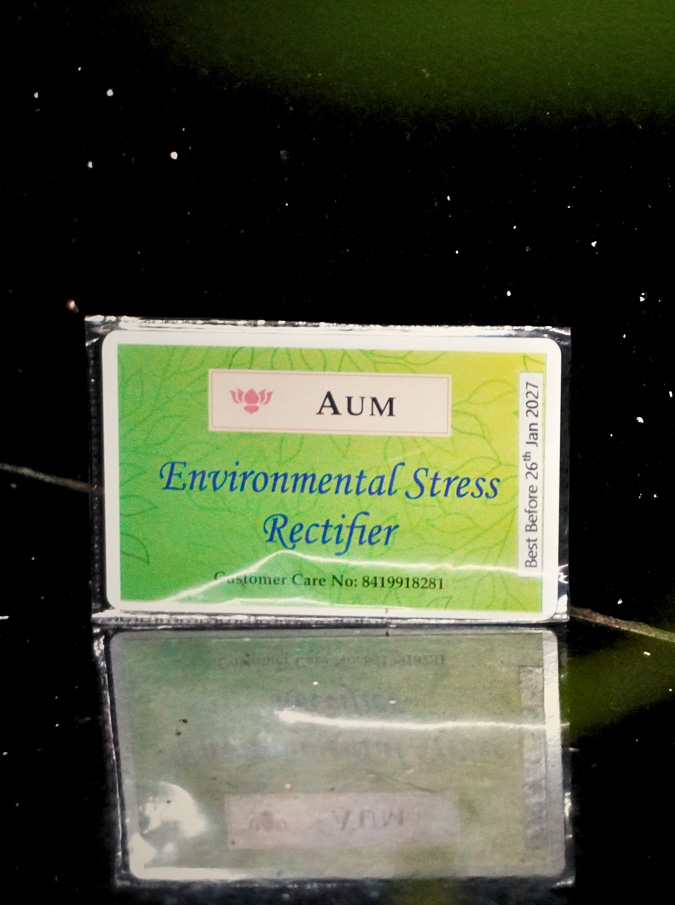 AUM
Environmental Stress
Rectifier
Customer Care No: 8419918281
Best Before 26th Jan 2027